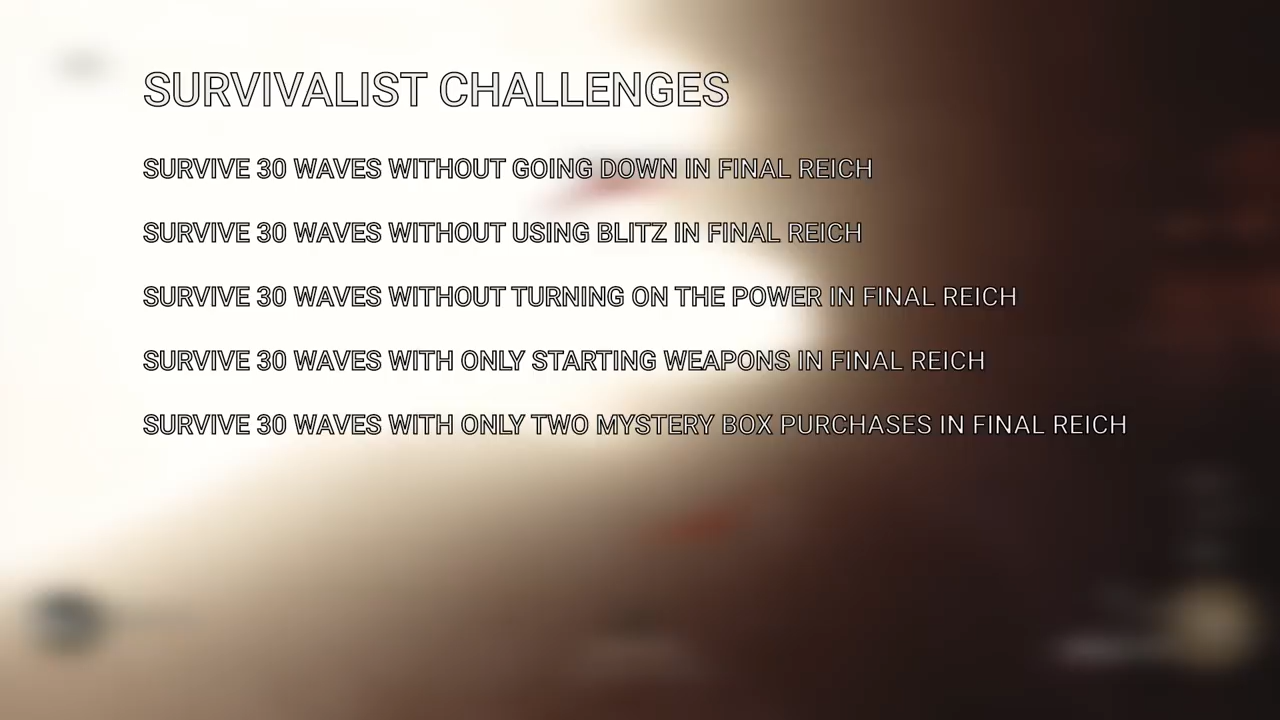 SURVIVALIST CHALLENGES
SURVIVE 30 WAVES WITHOUT GOING DOWN IN FINAL REICH
SURVIVE 30 WAVES WITHOUT USING BLITZ IN FINAL REICH
SURVIVE 30 WAVES WITHOUT TURNING ON THE POWER IN FINAL REICH
SURVIVE 30 WAVES WITH ONLY STARTING WEAPONS IN FINAL REICH
SURVIVE 30 WAVES WITH ONLY TWO MYSTERY BOX PURCHASES IN FINAL REICH